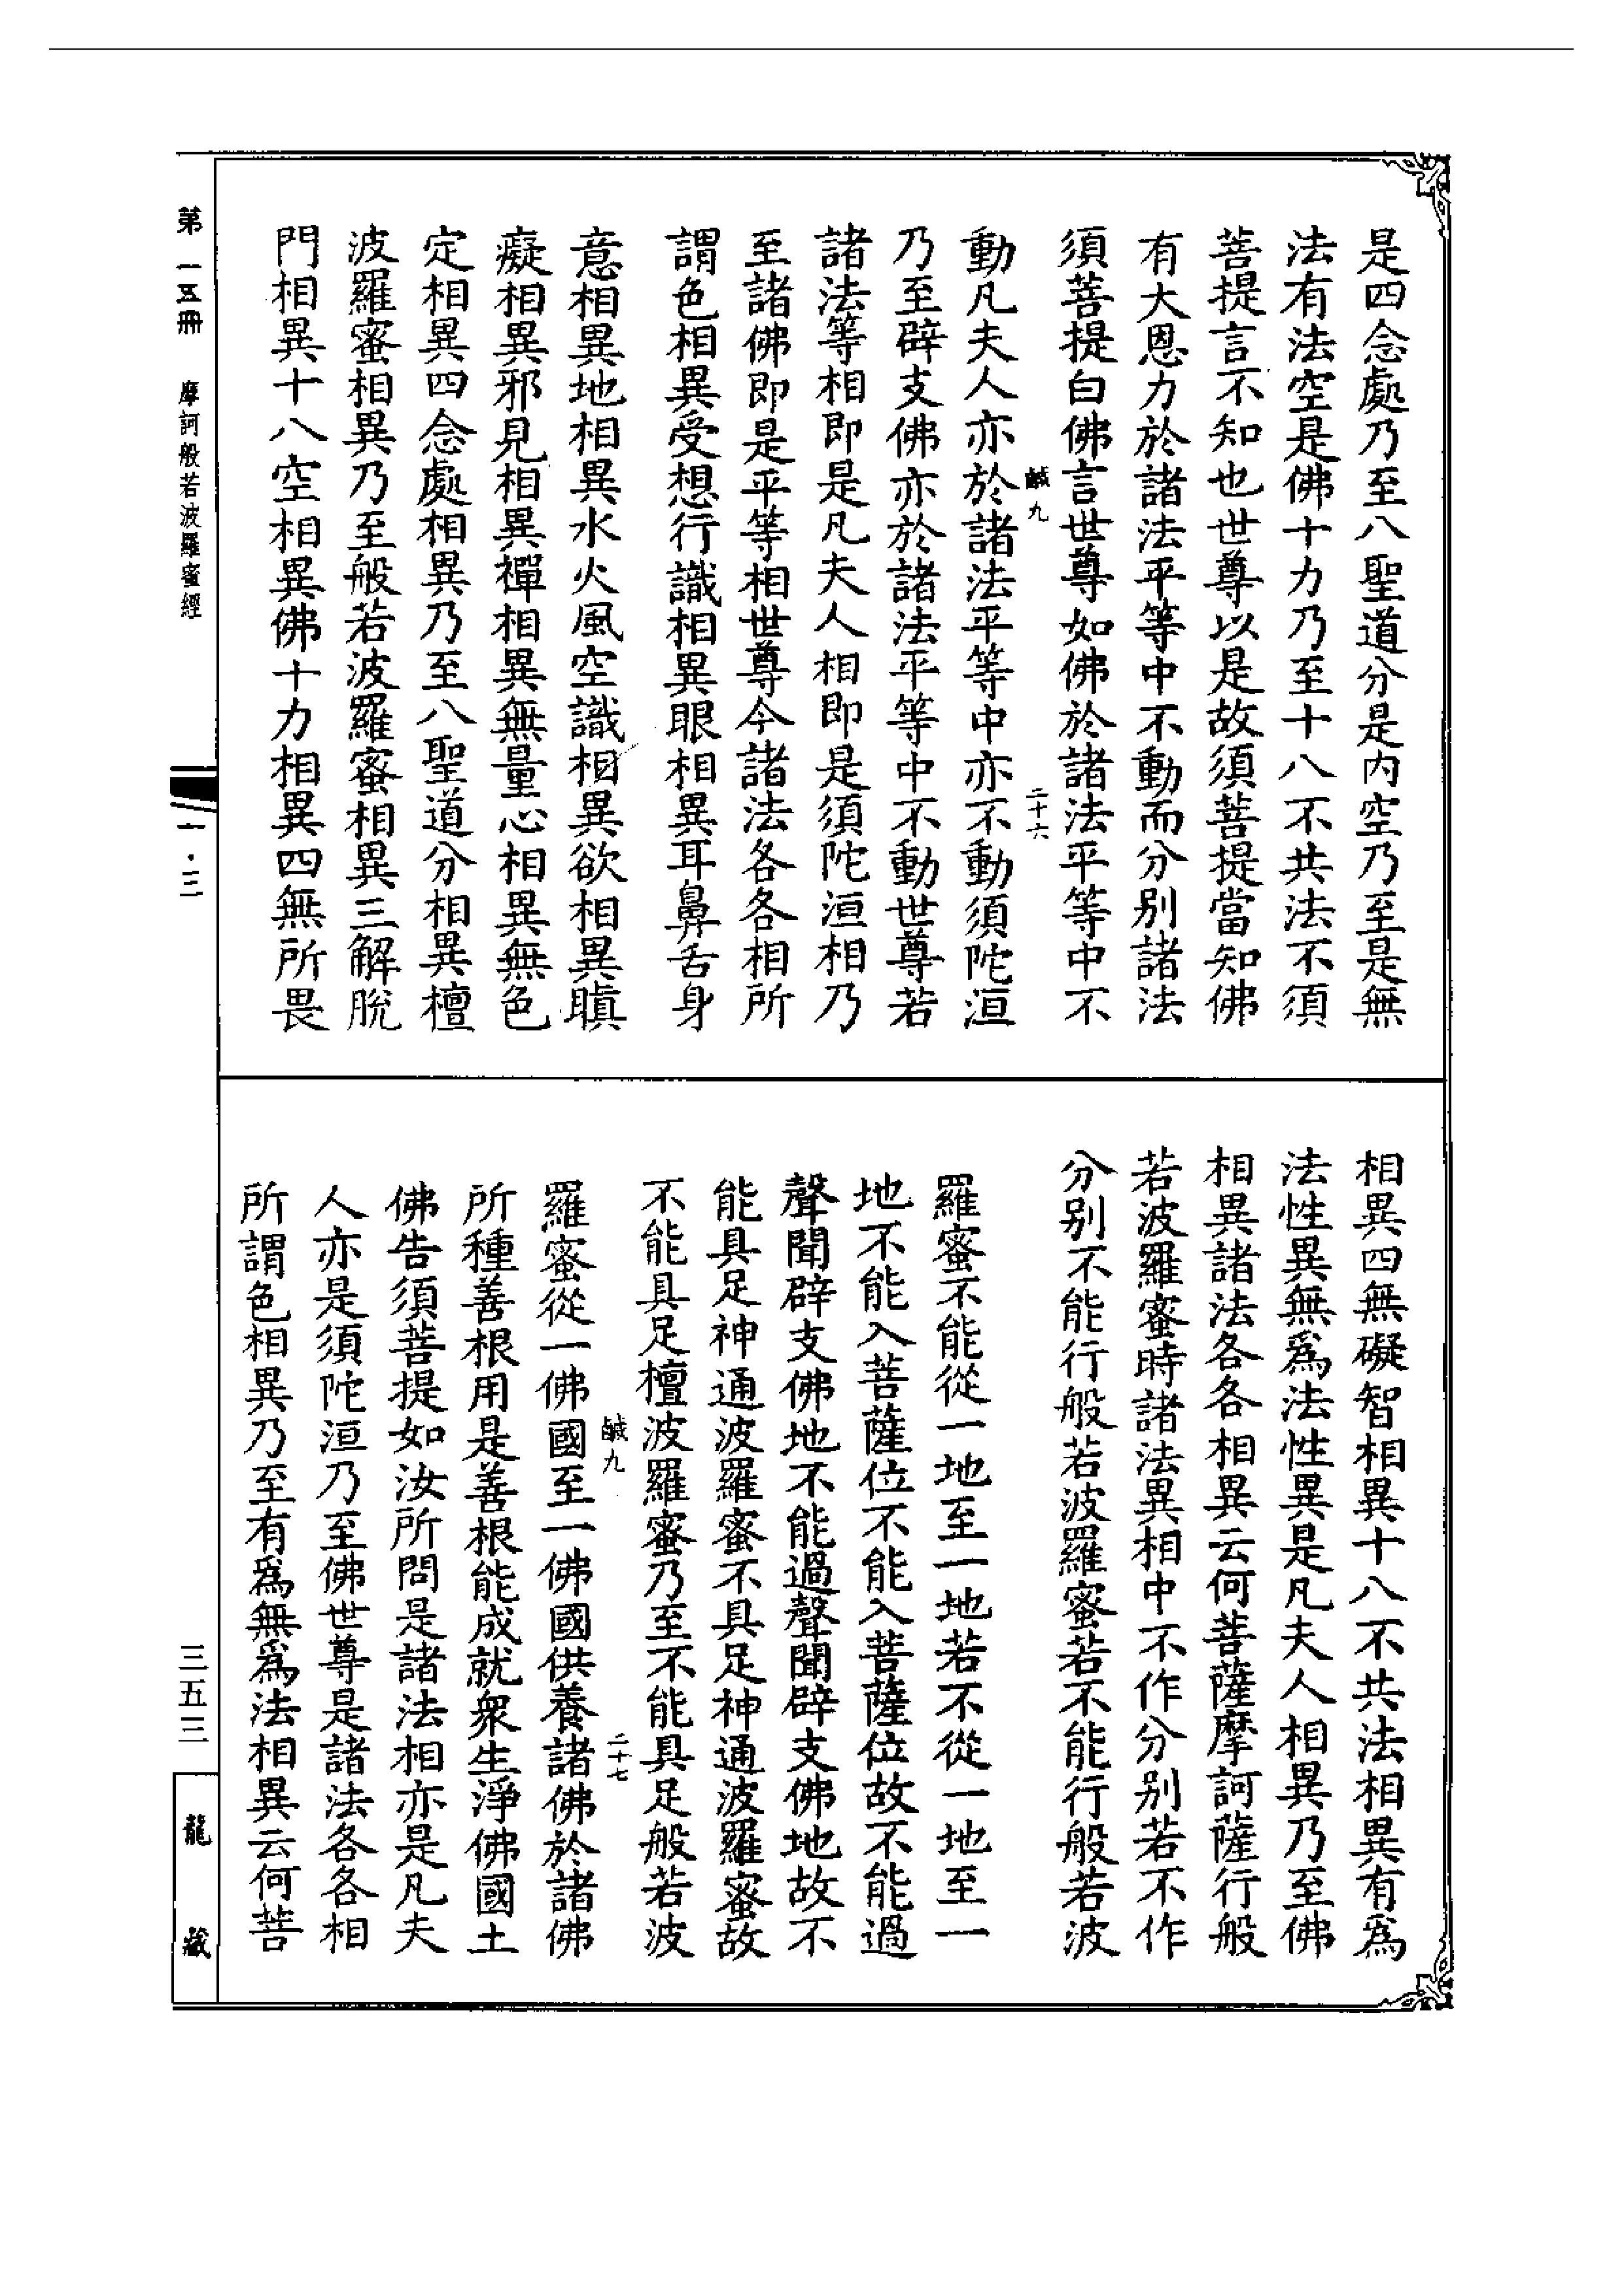 是四念處乃至八聖道分是内空乃至是無
法有法空是佛十力乃至十八不共法不須
菩提言不知也世尊以是故須菩提當知佛
有大恩力於諸法平等中不動而分别諸法
須菩提白佛言世尊如佛於諸法平等中不
鹹九
二十六
動凡夫人亦於諸法平等中亦不動須陀洹
乃至辟支佛亦於諸法平等中不動世尊若
諸法等相即是凡夫人相即是須陀洹相乃
至諸佛即是平等相世尊今諸法各各相所
謂色相異受想行識相異眼相異耳鼻舌身
意相異地相異水火風空識相異欲相異瞋
癡相異邪見相異禪相異無量心相異無色
定相異四念處相異乃至八聖道分相異檀
波羅蜜相異乃至般若波羅蜜相異三解脫
門相異十八空相異佛十力相異四無所畏
相異四無礙智相異十八不共法相異有爲
法性異無爲法性異是凡夫人相異乃至佛
相異諸法各各相異云何菩薩摩訶薩行般
若波羅蜜時諸法異相中不作分别若不作
分别不能行般若波羅蜜若不能行般若波
羅蜜不能從一地至一地若不從一地至一
地不能入菩薩位不能入菩薩位故不能過
聲聞辟支佛地不能過聲聞辟支佛地故不
能具足神通波羅蜜不具足神通波羅蜜故
不能具足檀波羅蜜乃至不能具足般若波
鹹九
二十七
羅蜜從一佛國至一佛國供養諸佛於諸佛
所種善根用是善根能成就衆生淨佛國土
佛告須菩提如汝所問是諸法相亦是凡夫
人亦是須陀洹乃至佛世尊是諸法各各相
所謂色相異乃至有爲無爲法相異云何菩
第一五冊 摩訶般若波羅蜜經
一·三
三五三
龍藏